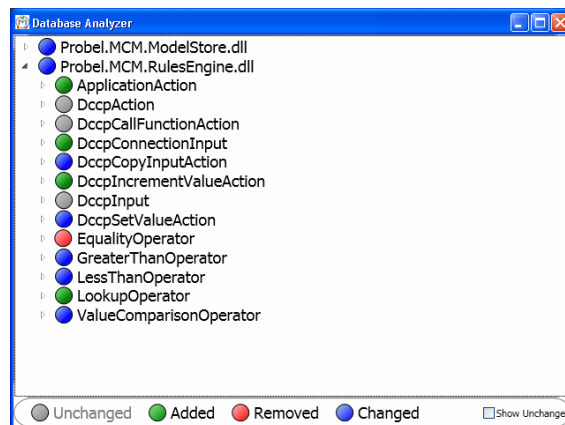 Database Analyzer
Probel.MCM.ModelStore.dll
Probel.MCM.RulesEngine.dll
ApplicationAction
DccpAction
DccpCallFunctionAction
DccpConnectionInput
DccpCopyInputAction
DccpIncrementValueAction
DccpInput
DccpSetValueAction
EqualityOperator
GreaterThanOperator
LessThanOperator
LookupOperator
ValueComparisonOperator
Unchanged Added Removed Changed Show Unchange